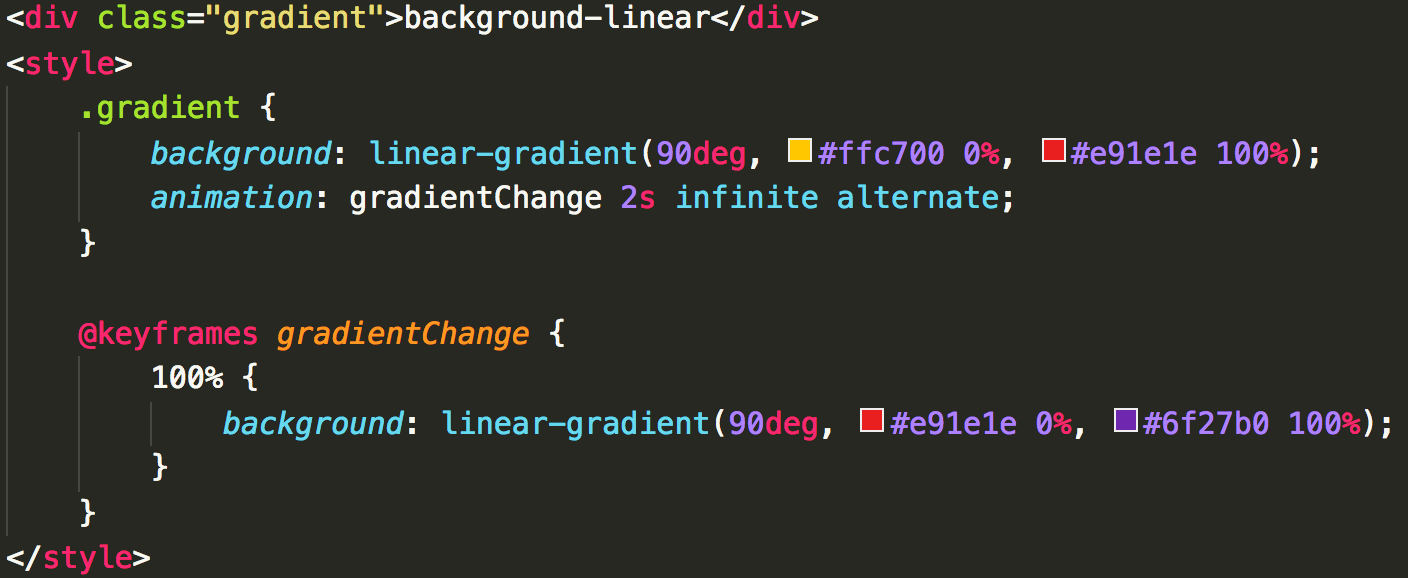 <div class="gradient">background-linear</div>
<style>
    .gradient {
        background: linear-gradient(90deg, #ffc700 0%, #e91e1e 100%);
        animation: gradientChange 2s infinite alternate;
    }

    @keyframes gradientChange {
        100% {
            background: linear-gradient(90deg, #e91e1e 0%, #6f27b0 100%);
        }
    }
</style>